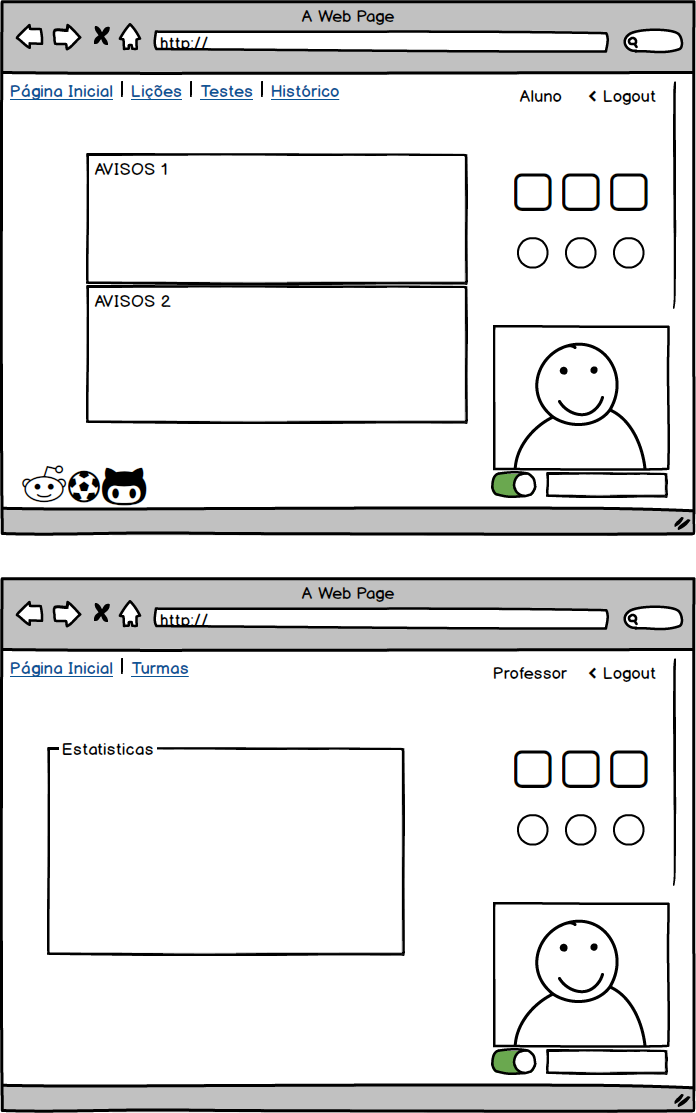 A Web Page
http://
Página Inicial | Lições | Testes | Histórico
Aluno < Logout
AVISOS 1
AVISOS 2
A Web Page
http://
Página Inicial | Turmas
Professor < Logout
Estatisticas